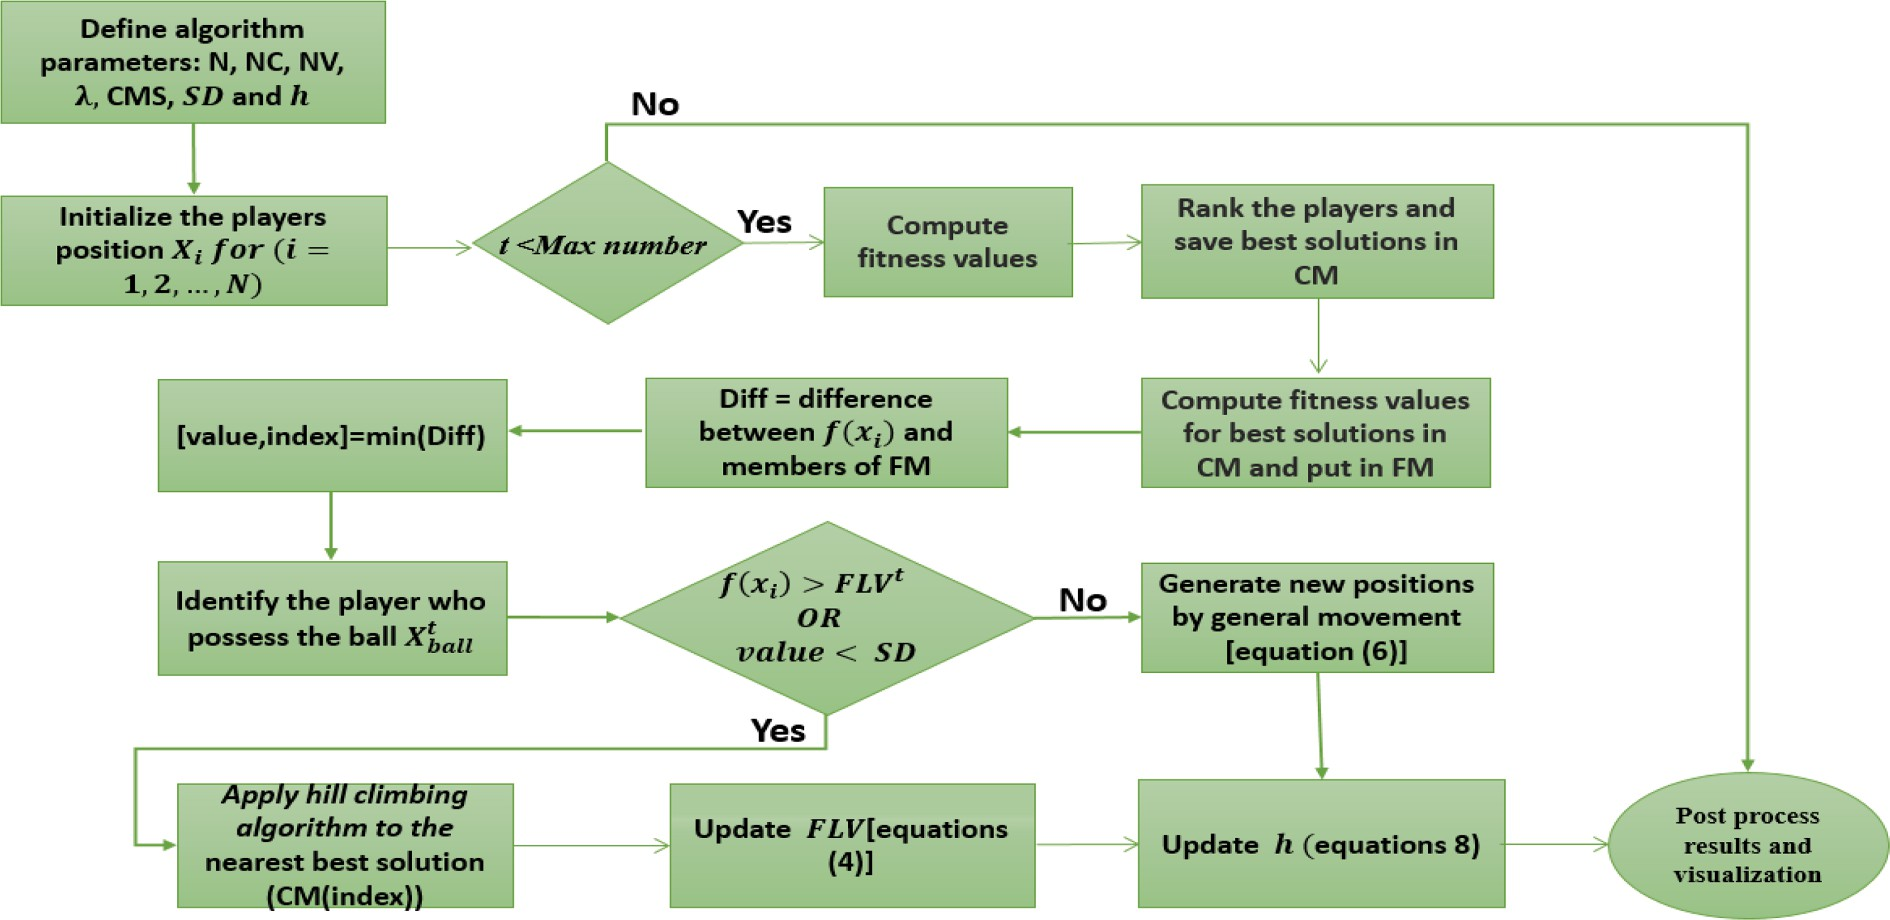 Define algorithm
parameters: N, NC, NV,
λ, CMS, SD and h
No
Initialize the players
position Xᵢ for (i =
1, 2, … , N)
t <Max number
Yes
Compute
fitness values
Rank the players and
save best solutions in
CM
Compute fitness values
for best solutions in
CM and put in FM
Diff = difference
between f(xᵢ) and
members of FM
[value,index]=min(Diff)
Identify the player who
possess the ball X^t_ball
f(xᵢ) > FLV^t
OR
value < SD
No
Generate new positions
by general movement
[equation (6)]
Yes
Apply hill climbing
algorithm to the
nearest best solution
(CM(index))
Update FLV[equations
(4)]
Update h (equations 8)
Post process
results and
visualization